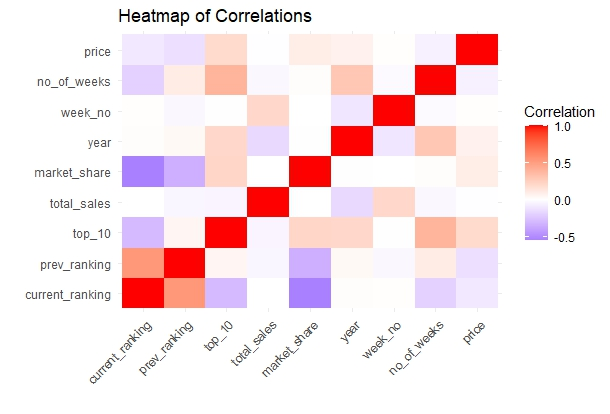 Heatmap of Correlations
price
no_of_weeks
week_no
year
market_share
total_sales
top_10
prev_ranking
current_ranking
current_ranking
prev_ranking
top_10
total_sales
market_share
year
week_no
no_of_weeks
price
Correlation
1.0
0.5
0.0
-0.5